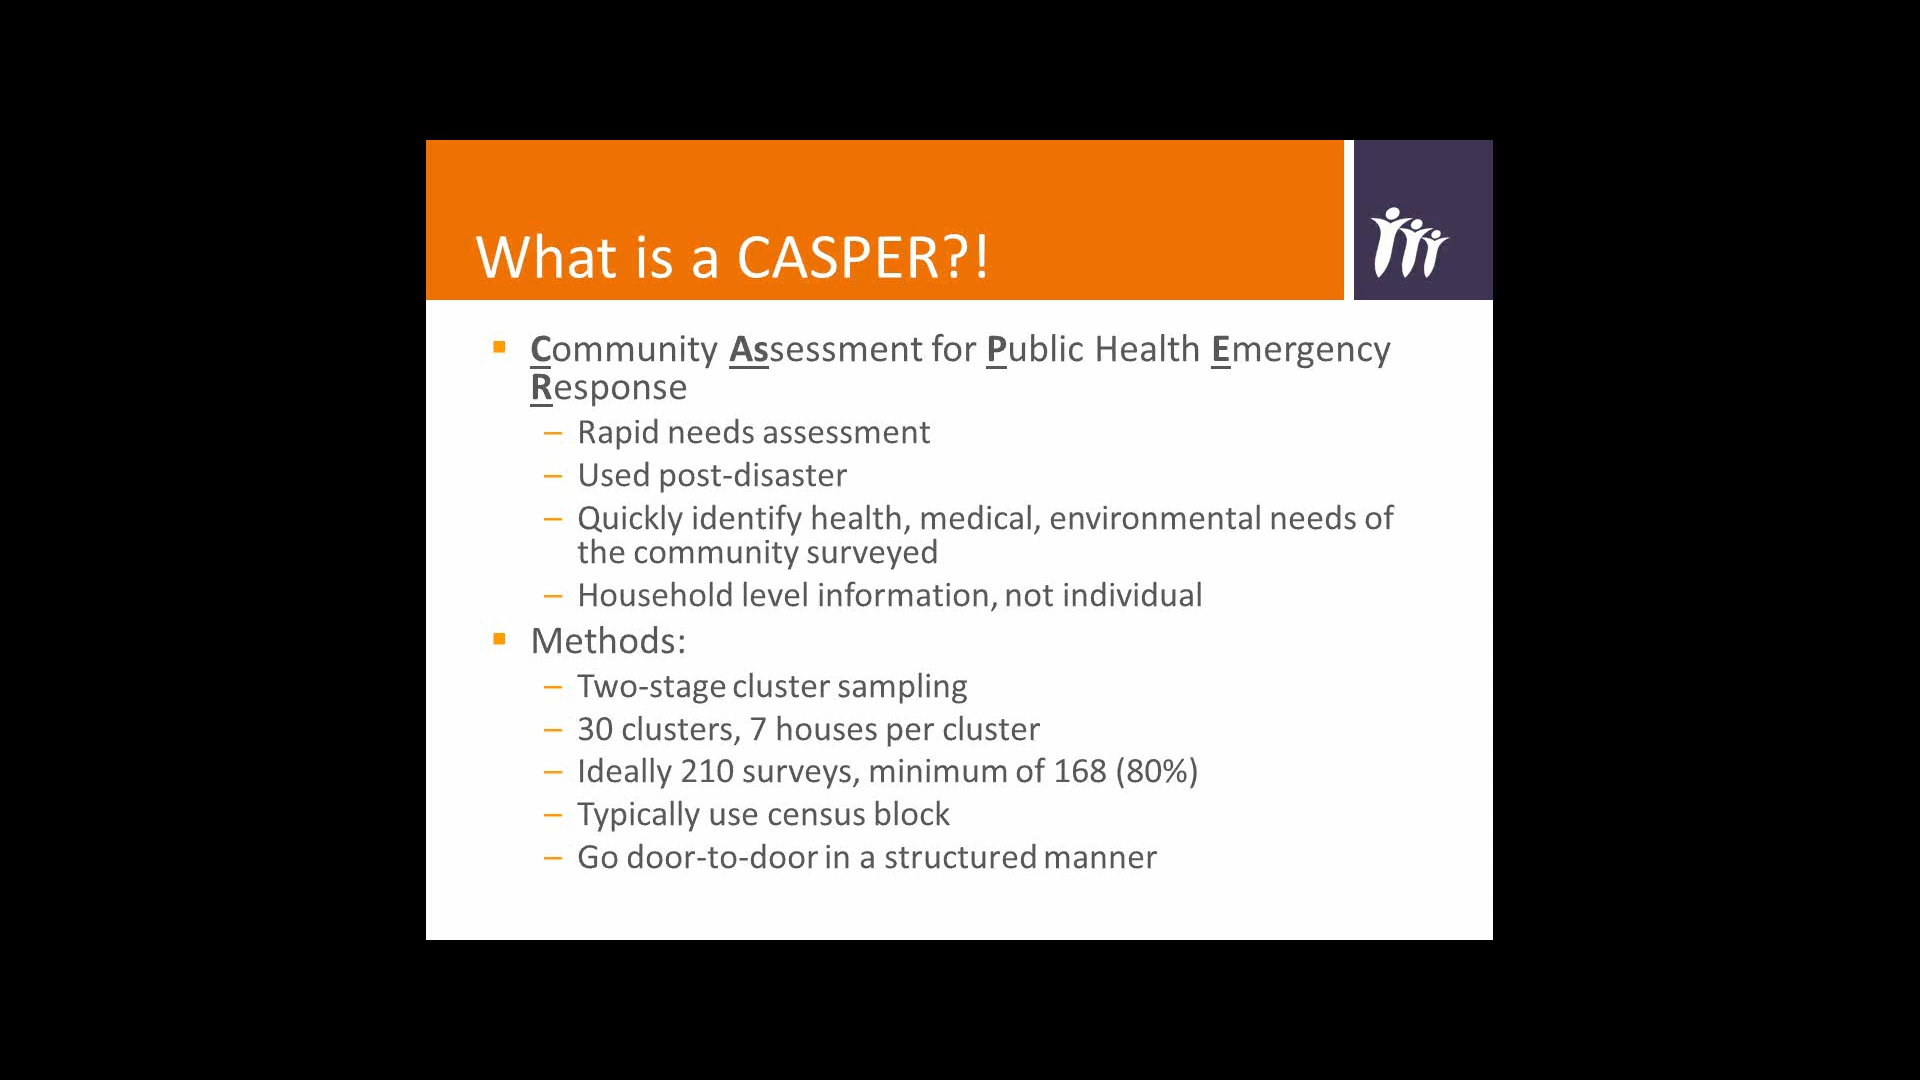 What is a CASPER?!
▪ Community Assessment for Public Health Emergency
Response
– Rapid needs assessment
– Used post-disaster
– Quickly identify health, medical, environmental needs of
the community surveyed
– Household level information, not individual
▪ Methods:
– Two-stage cluster sampling
– 30 clusters, 7 houses per cluster
– Ideally 210 surveys, minimum of 168 (80%)
– Typically use census block
– Go door-to-door in a structured manner